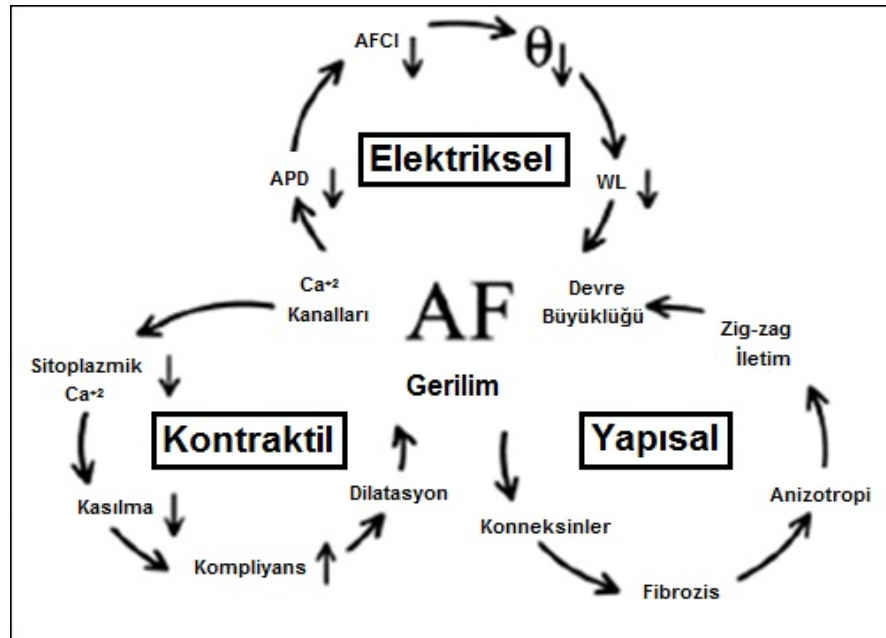 AFCI
θ
Elektriksel
APD
WL
Ca⁺²
Kanalları
AF
Devre
Büyüklüğü
Zig-zag
İletim
Sitoplazmik
Ca⁺²
Gerilim
Kontraktil
Yapısal
Kasılma
Dilatasyon
Konneksinler
Anizotropi
Kompliyans
Fibrozis